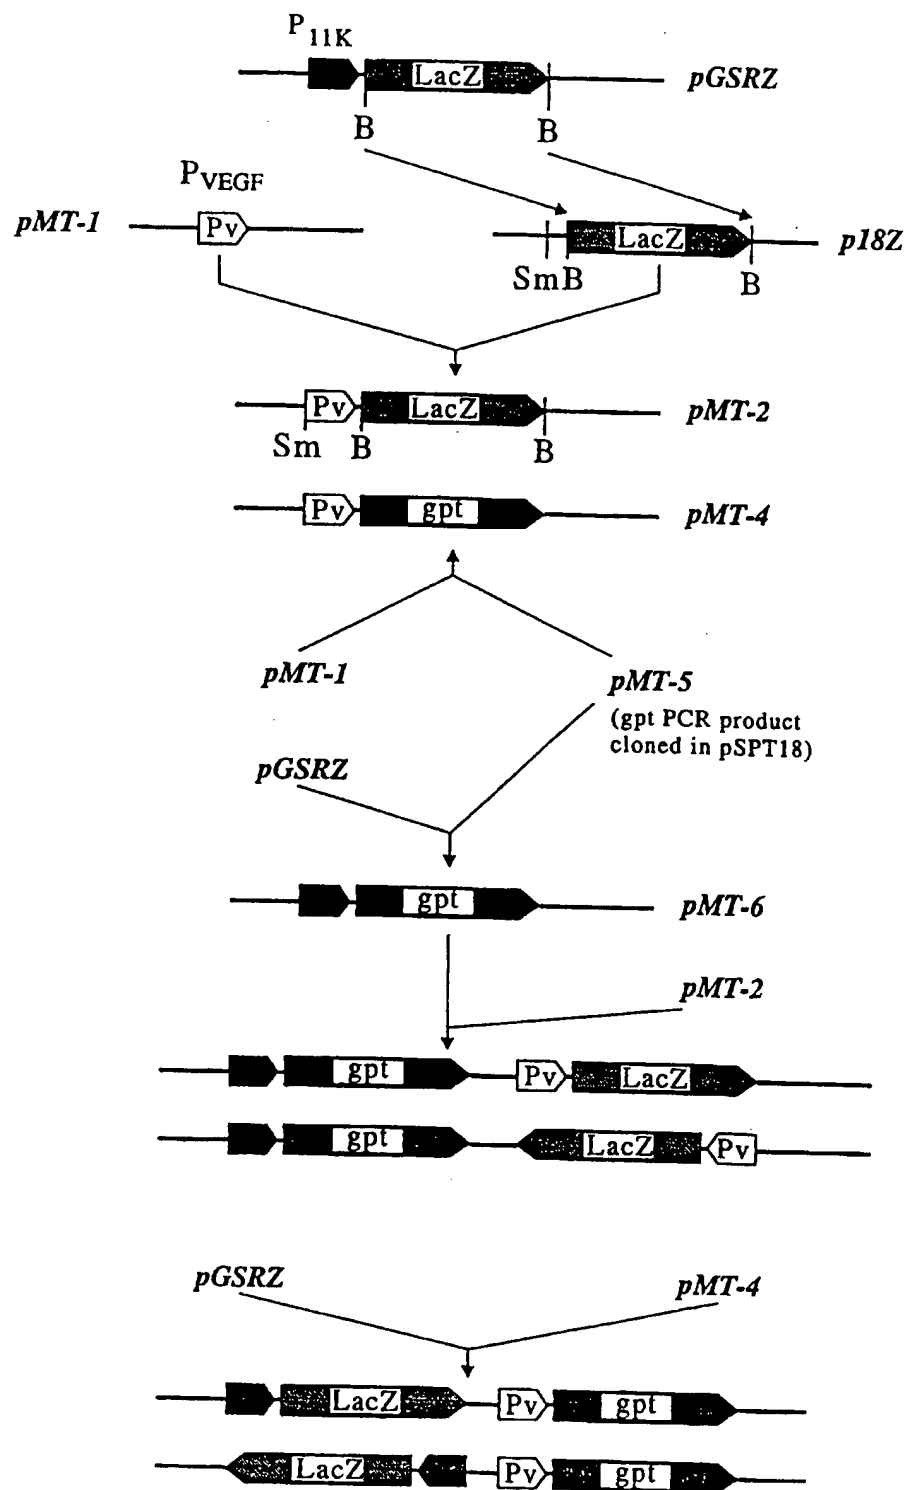 P11K
LacZ
pGSRZ
B
B
PVEGF
pMT-1
Pv
LacZ
p18Z
Sm B
B
Pv
LacZ
pMT-2
Sm
B
B
Pv
gpt
pMT-4
pMT-1
pMT-5
(gpt PCR product
cloned in pSPT18)
pGSRZ
gpt
pMT-6
pMT-2
gpt
Pv
LacZ
gpt
LacZ
Pv
pGSRZ
pMT-4
LacZ
Pv
gpt
LacZ
Pv
gpt